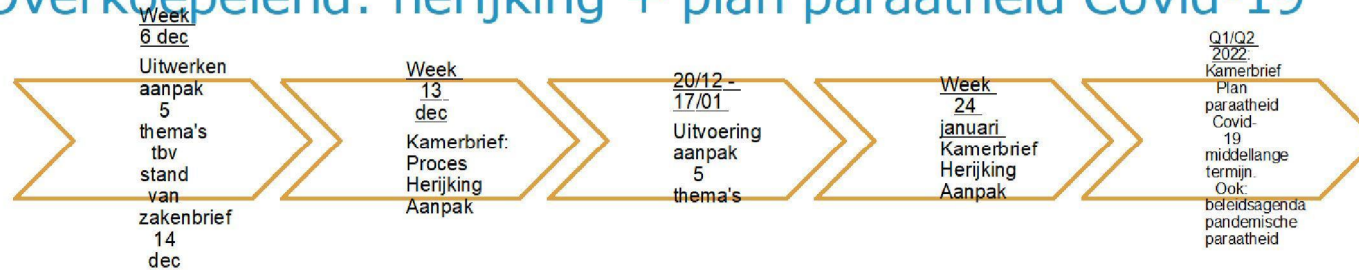 overkoepelend: herijking + plan paraatheid Covid-19
Week
6 dec
Uitwerken
aanpak
5
thema's
tbv
stand
van
zakenbrief
14
dec
Week
13
dec
Kamerbrief:
Proces
Herijking
Aanpak
20/12 -
17/01
Uitvoering
aanpak
5
thema's
Week
24
januari
Kamerbrief
Herijking
Aanpak
Q1/Q2
2022:
Kamerbrief
Plan
paraatheid
Covid-
19
middellange
termijn.
Ook:
beleidsagenda
pandemische
paraatheid